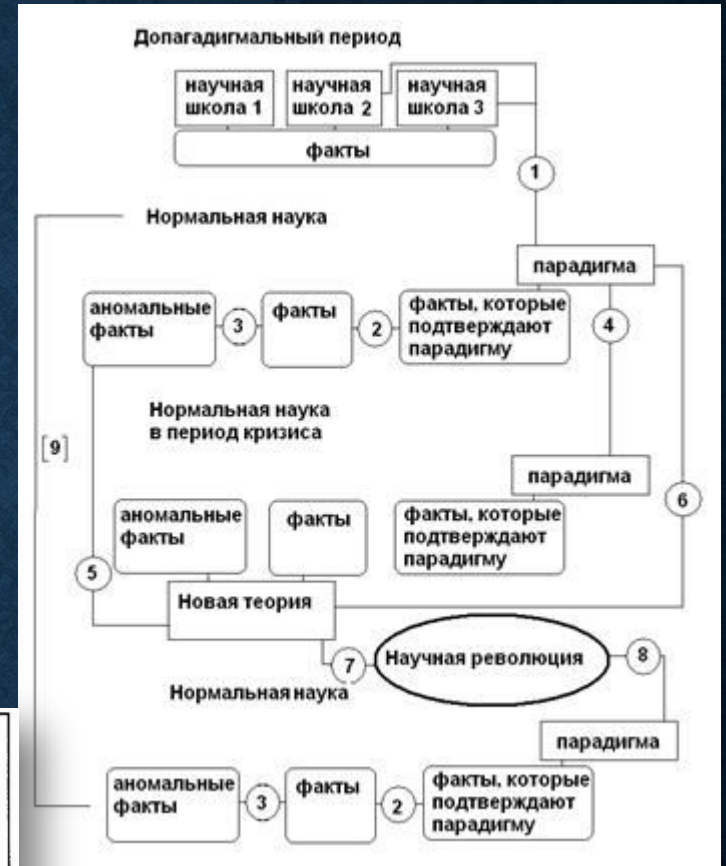 Допагадигмальный период
научная
школа 1
научная
школа 2
научная
школа 3
факты
1
Нормальная наука
парадигма
аномальные
факты
3
факты
2
факты, которые
подтверждают
парадигму
4
Нормальная наука
в период кризиса
[9]
парадигма
6
аномальные
факты
факты
факты, которые
подтверждают
парадигму
5
Новая теория
7
Научная революция
8
Нормальная наука
парадигма
аномальные
факты
3
факты
2
факты, которые
подтверждают
парадигму